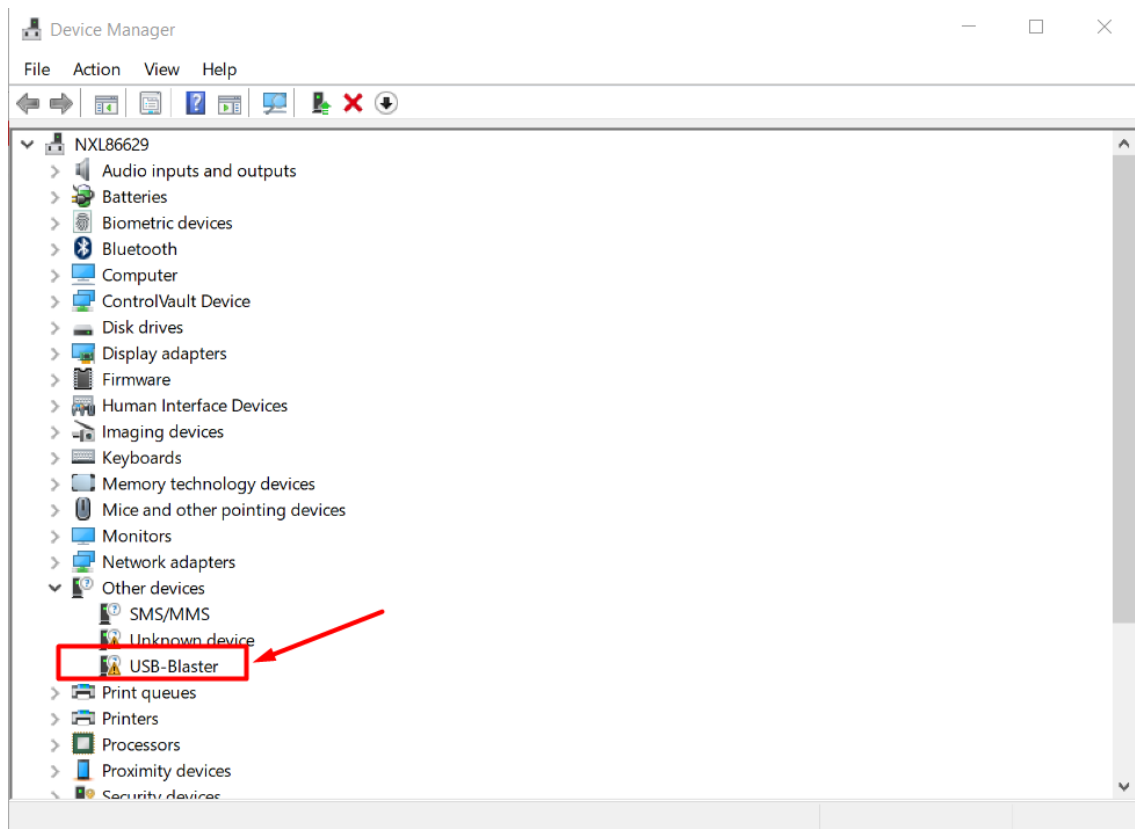 Device Manager
File Action View Help
NXL86629
Audio inputs and outputs
Batteries
Biometric devices
Bluetooth
Computer
ControlVault Device
Disk drives
Display adapters
Firmware
Human Interface Devices
Imaging devices
Keyboards
Memory technology devices
Mice and other pointing devices
Monitors
Network adapters
Other devices
SMS/MMS
Unknown device
USB-Blaster
Print queues
Printers
Processors
Proximity devices
Security devices